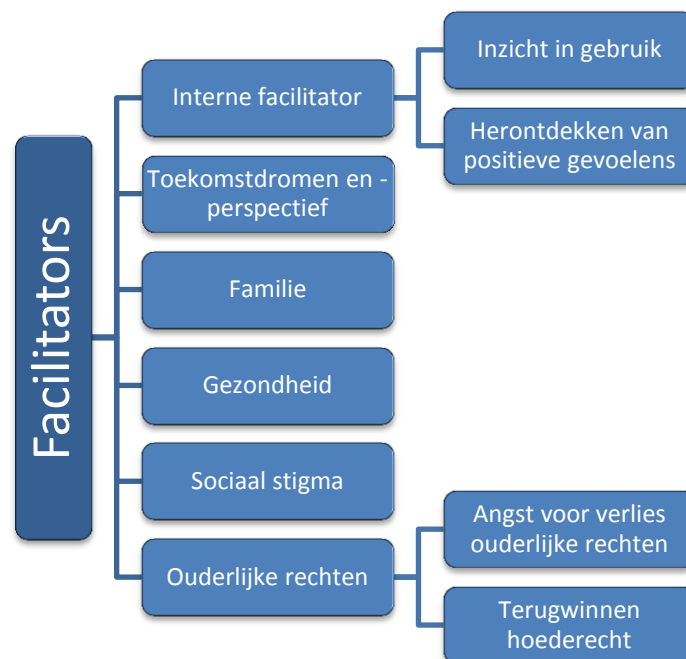 Facilitators
Interne facilitator
Inzicht in gebruik
Herontdekken van
positieve gevoelens
Toekomstdromen en -
perspectief
Familie
Gezondheid
Sociaal stigma
Ouderlijke rechten
Angst voor verlies
ouderlijke rechten
Terugwinnen
hoederecht